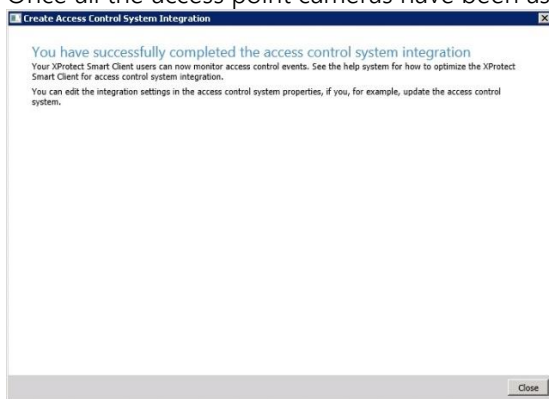 Once all the access point cameras have been as
Create Access Control System Integration
You have successfully completed the access control system integration
Your XProtect Smart Client users can now monitor access control events. See the help system for how to optimize the XProtect
Smart Client for access control system integration.
You can edit the integration settings in the access control system properties, if you, for example, update the access control
system.
Close